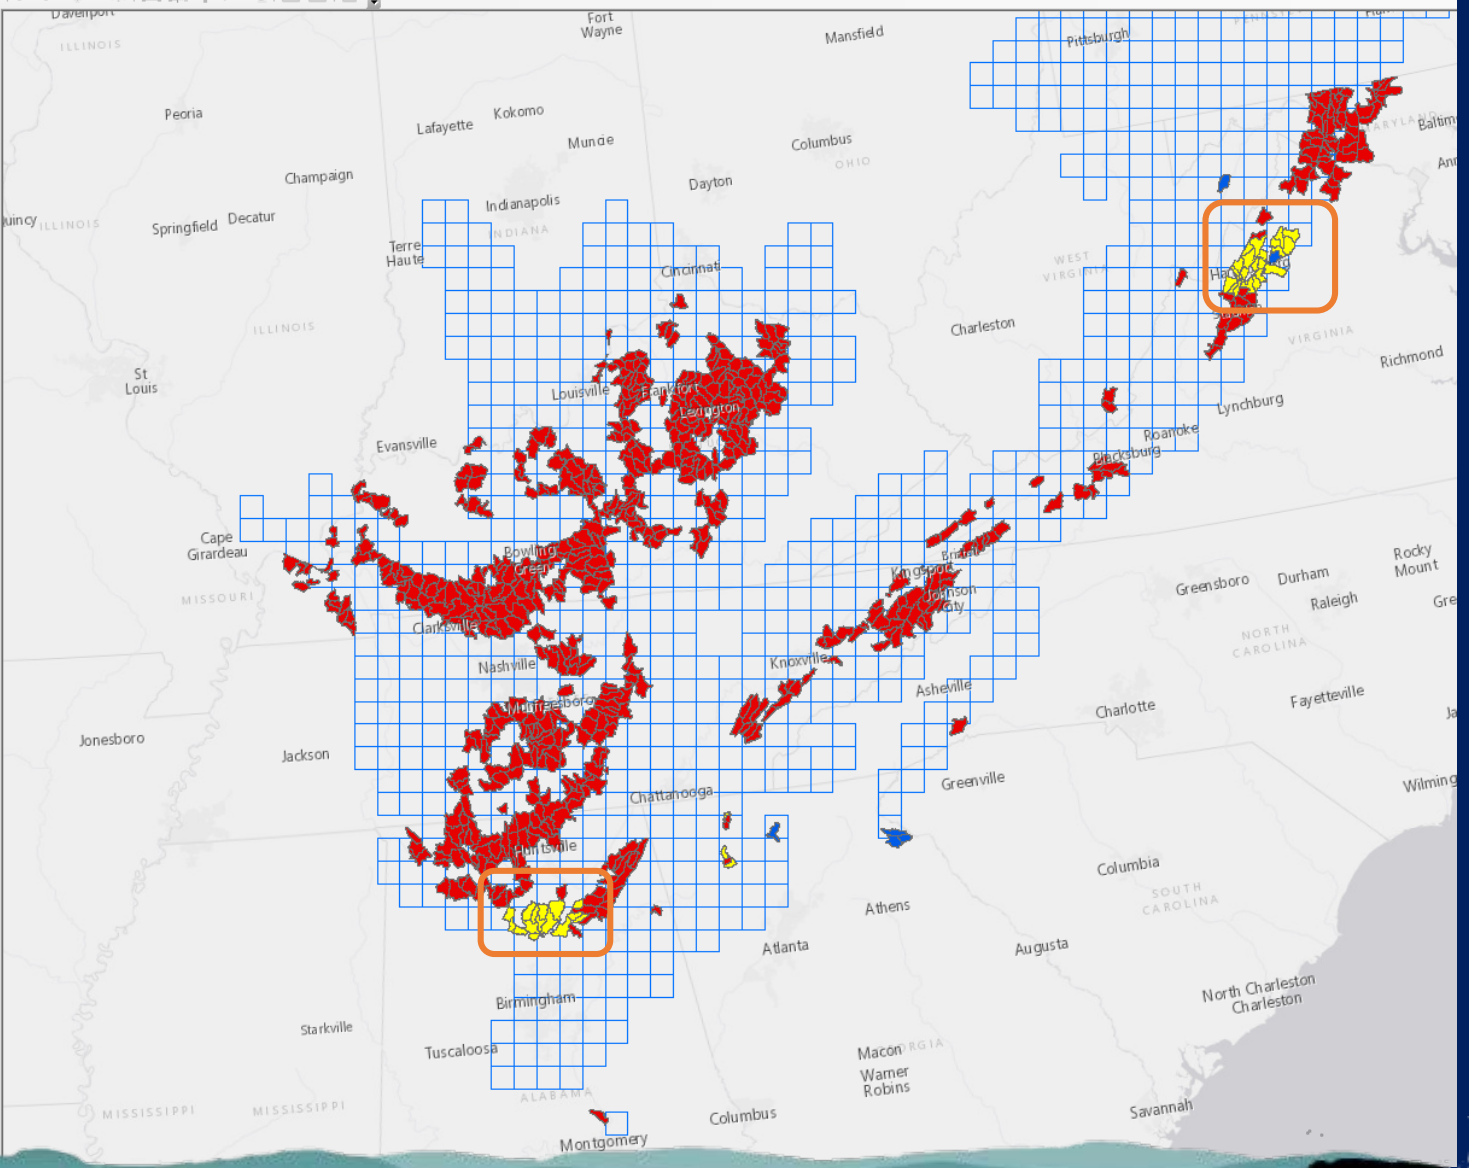 Davenport
ILLINOIS
Fort
Wayne
Mansfield
Pittsburgh
Peoria
Kokomo
Lafayette
Muncie
Columbus
OHIO
MARYLAND
Champaign
Dayton
Indianapolis
INDIANA
ILLINOIS
Springfield
Decatur
Terre
Haute
Cincinnati
WEST
VIRGINIA
ILLINOIS
Charleston
VIRGINIA
Richmond
St
Louis
Louisville
Frankfort
Lexington
Lynchburg
Evansville
Roanoke
Blacksburg
Cape
Girardeau
Bowling
Green
Kingsport
Johnson
City
Greensboro
Durham
Rocky
Mount
Raleigh
MISSOURI
Clarksville
NORTH
CAROLINA
Nashville
Knoxville
Asheville
Fayetteville
Murfreesboro
Charlotte
Jonesboro
Jackson
Greenville
Chattanooga
Huntsville
Columbia
SOUTH
CAROLINA
Athens
Atlanta
Augusta
Birmingham
North Charleston
Charleston
Starkville
Tuscaloosa
Macon
GEORGIA
Warner
Robins
ALABAMA
MISSISSIPPI
MISSISSIPPI
Columbus
Savannah
Montgomery